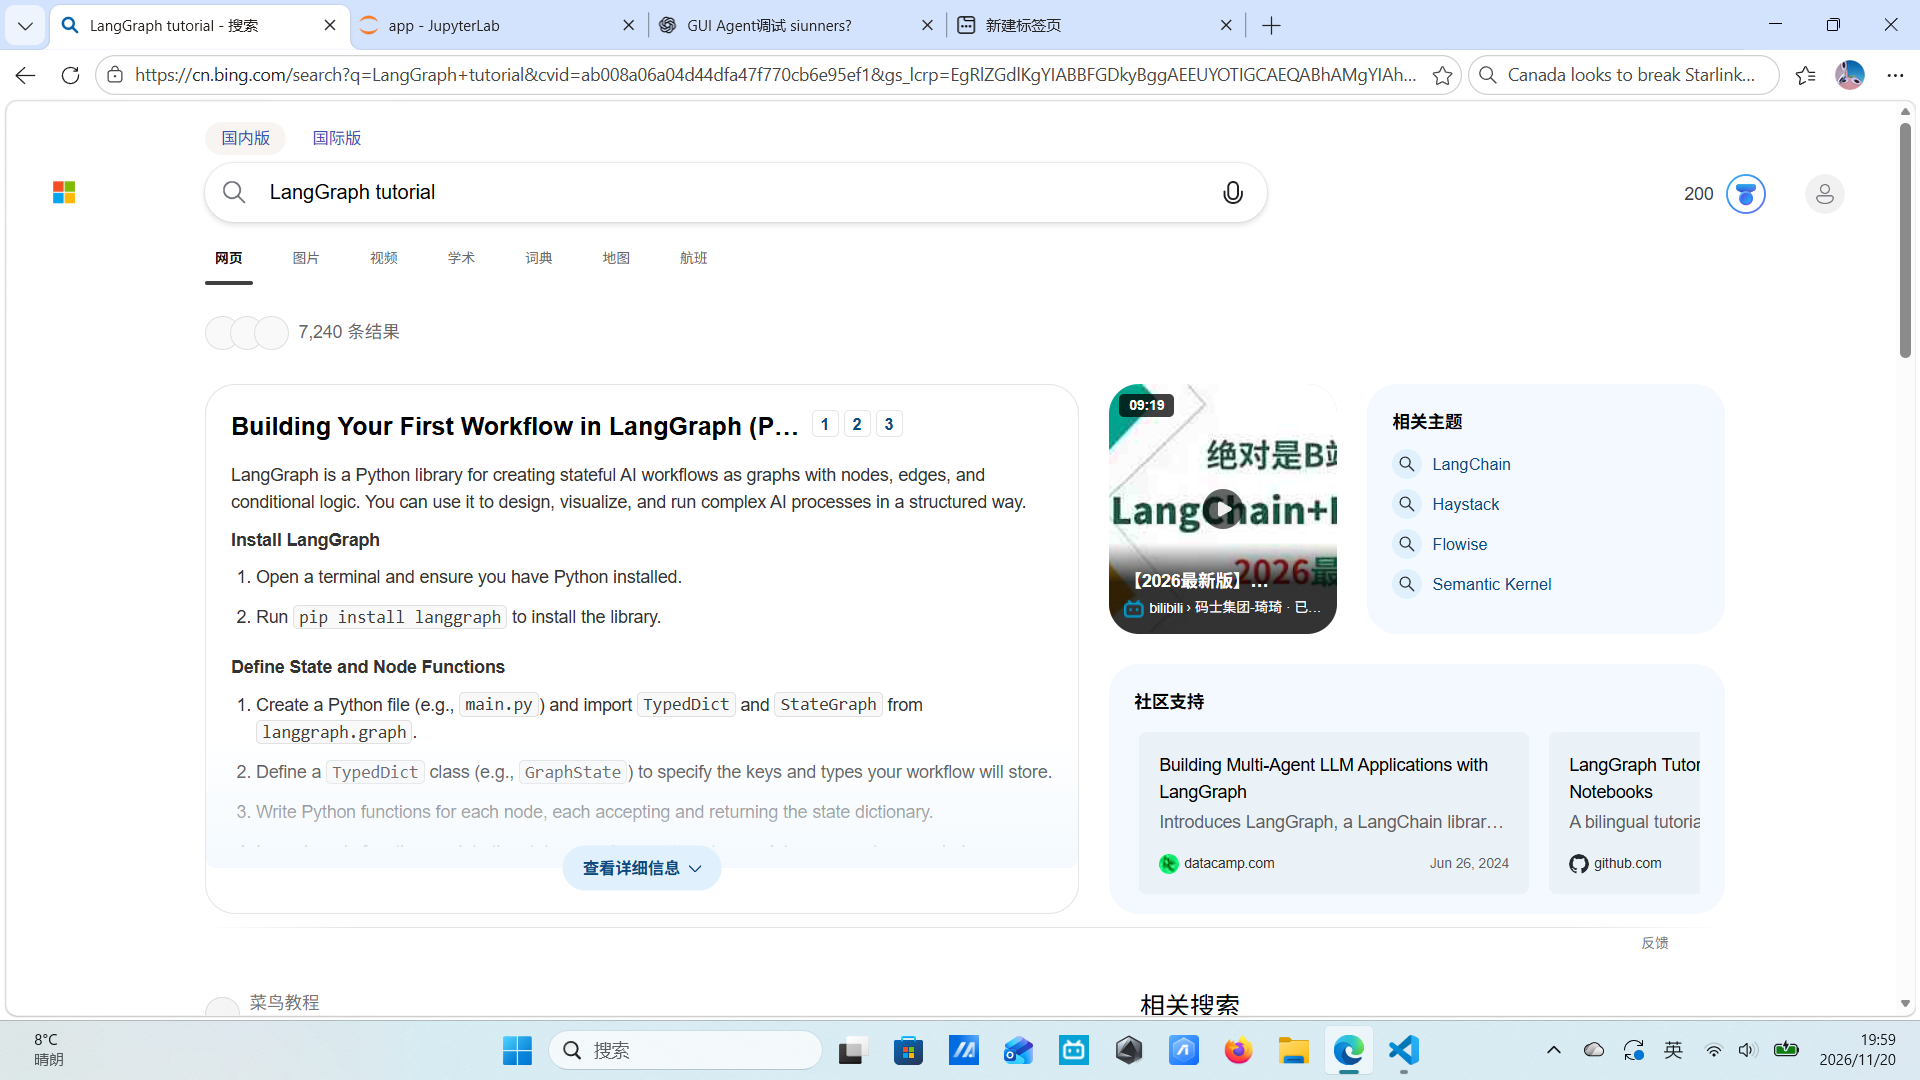 LangGraph tutorial - 搜索
app - JupyterLab
GUI Agent调试 siunners?
新建标签页
https://cn.bing.com/search?q=LangGraph+tutorial&cvid=ab008a06a04d44dfa47f770cb6e95ef1&gs_lcrp=EgRlZGdlKgYIABBFGDkyBggAEEUYOTIGCAEQABhAMgYIAh...
Canada looks to break Starlink...
国内版
国际版
LangGraph tutorial
200
网页
图片
视频
学术
词典
地图
航班
7,240 条结果
Building Your First Workflow in LangGraph (P... 1 2 3
LangGraph is a Python library for creating stateful AI workflows as graphs with nodes, edges, and
conditional logic. You can use it to design, visualize, and run complex AI processes in a structured way.
Install LangGraph
1. Open a terminal and ensure you have Python installed.
2. Run pip install langgraph to install the library.
Define State and Node Functions
1. Create a Python file (e.g., main.py) and import TypedDict and StateGraph from
langgraph.graph.
2. Define a TypedDict class (e.g., GraphState) to specify the keys and types your workflow will store.
3. Write Python functions for each node, each accepting and returning the state dictionary.
查看详细信息
09:19
绝对是B站
LangChain+
2026最
【2026最新版】...
bilibili › 码士集团-琦琦 · 已...
相关主题
LangChain
Haystack
Flowise
Semantic Kernel
社区支持
Building Multi-Agent LLM Applications with
LangGraph
Introduces LangGraph, a LangChain librar...
datacamp.com
Jun 26, 2024
LangGraph Tutor
Notebooks
A bilingual tutoria
github.com
反馈
菜鸟教程
相关搜索
8°C
晴朗
搜索
英
19:59
2026/11/20